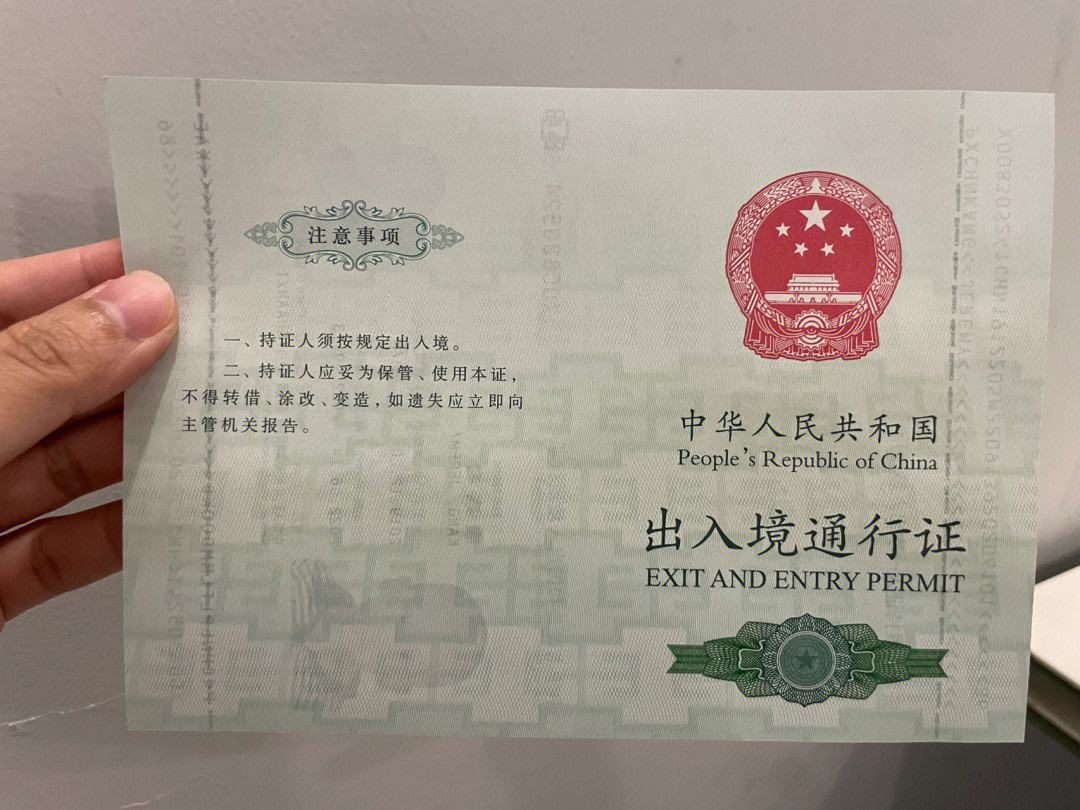 注意事项
一、持证人须按规定出入境。
二、持证人应妥为保管、使用本证，
不得转借、涂改、变造，如遗失应立即向
主管机关报告。
中华人民共和国
People's Republic of China
出入境通行证
EXIT AND ENTRY PERMIT